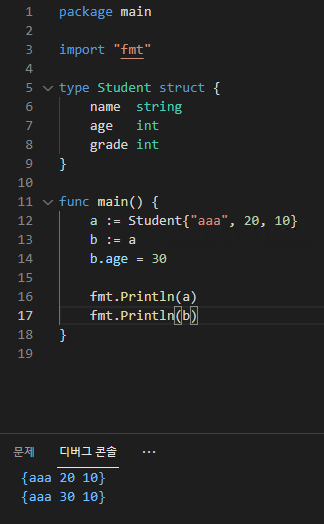 1 package main
2
3 import "fmt"
4
5 type Student struct {
6     name  string
7     age   int
8     grade int
9 }
10
11 func main() {
12     a := Student{"aaa", 20, 10}
13     b := a
14     b.age = 30
15
16     fmt.Println(a)
17     fmt.Println(b)
18 }
19
문제 디버그 콘솔 ···
{aaa 20 10}
{aaa 30 10}